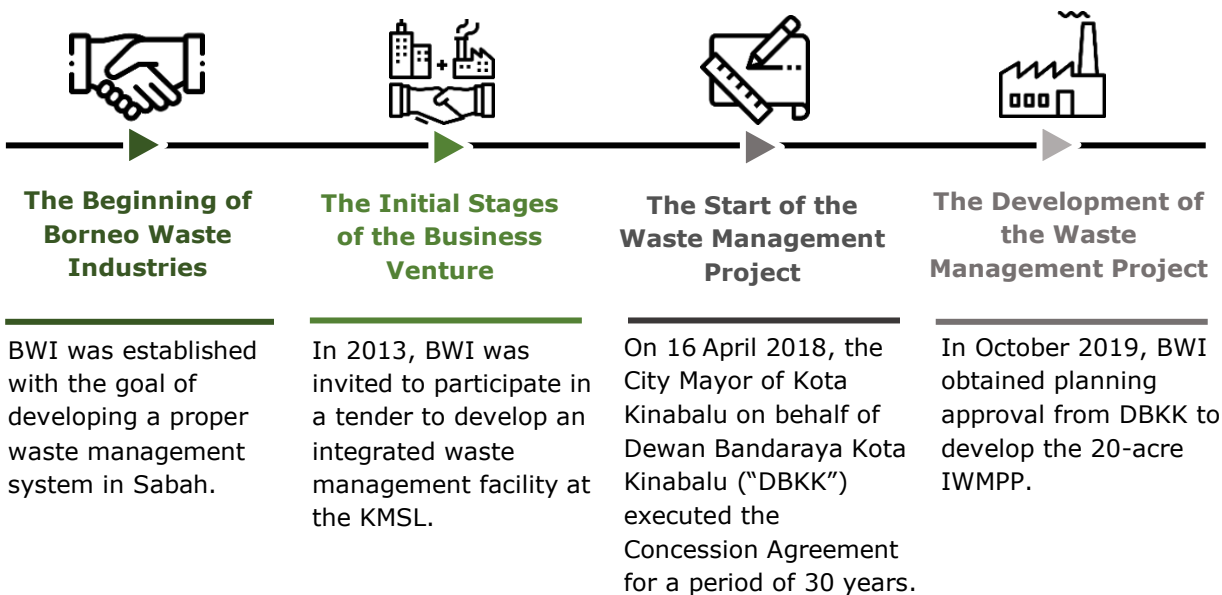 The Beginning of
Borneo Waste
Industries
BWI was established
with the goal of
developing a proper
waste management
system in Sabah.
The Initial Stages
of the Business
Venture
In 2013, BWI was
invited to participate in
a tender to develop an
integrated waste
management facility at
the KMSL.
The Start of the
Waste Management
Project
On 16 April 2018, the
City Mayor of Kota
Kinabalu on behalf of
Dewan Bandaraya Kota
Kinabalu (“DBKK”)
executed the
Concession Agreement
for a period of 30 years.
The Development of
the Waste
Management Project
In October 2019, BWI
obtained planning
approval from DBKK to
develop the 20-acre
IWMPP.